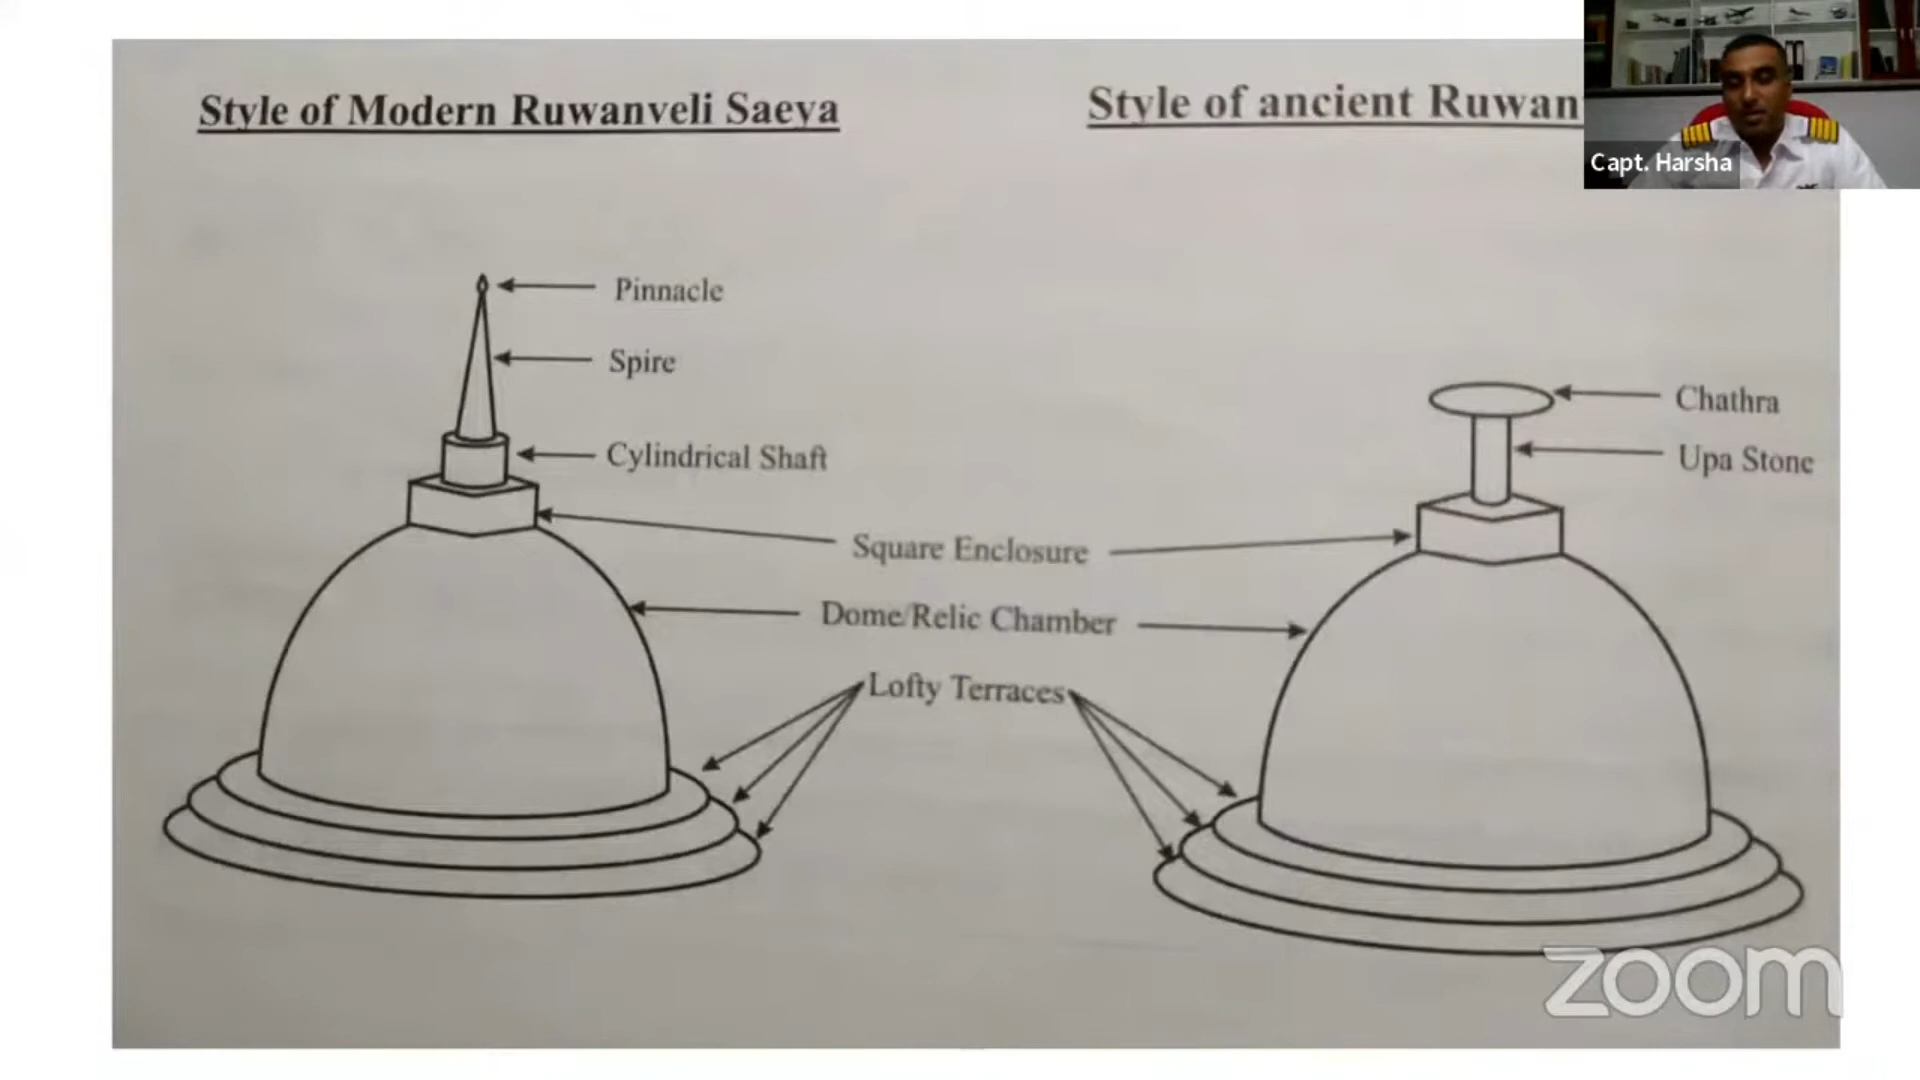 Style of Modern Ruwanveli Saeya
Style of ancient Ruwan
Capt. Harsha
Pinnacle
Spire
Chathra
Cylindrical Shaft
Upa Stone
Square Enclosure
Dome/Relic Chamber
Lofty Terraces
zoom